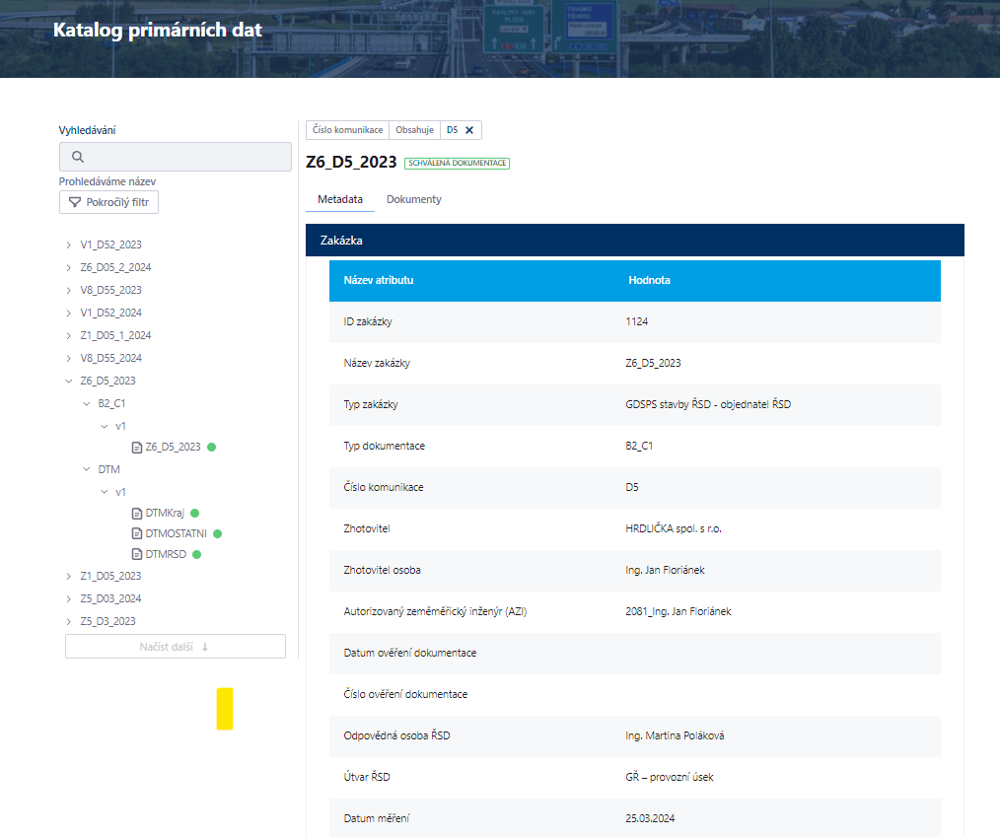 Katalog primárních dat
Vyhledávání
Prohledáváme název
Pokročilý filtr
V1_D52_2023
Z6_D05_2_2024
V8_D55_2023
V1_D52_2024
Z1_D05_1_2024
V8_D55_2024
Z6_D5_2023
B2_C1
v1
Z6_D5_2023
DTM
v1
DTMKraj
DTMOSTATNI
DTMRSD
Z1_D05_2023
Z5_D03_2024
Z5_D3_2023
Načíst další ↓
Číslo komunikace Obsahuje D5 ✕
Z6_D5_2023 SCHVÁLENA DOKUMENTACE
Metadata Dokumenty
Zakázka
Název atributu Hodnota
ID zakázky 1124
Název zakázky Z6_D5_2023
Typ zakázky GDSPS stavby ŘSD - objednatel ŘSD
Typ dokumentace B2_C1
Číslo komunikace D5
Zhotovitel HRDLIČKA spol. s r.o.
Zhotovitel osoba Ing. Jan Floriánek
Autorizovaný zeměměřický inženýr (AZI) 2081_Ing. Jan Floriánek
Datum ověření dokumentace
Číslo ověření dokumentace
Odpovědná osoba ŘSD Ing. Martina Poláková
Útvar ŘSD GŘ – provozní úsek
Datum měření 25.03.2024